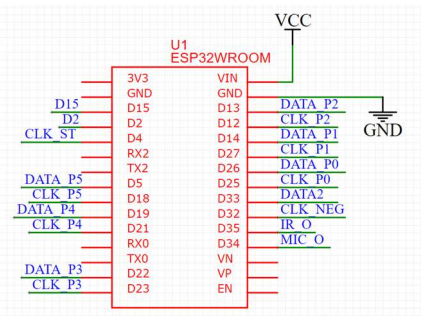 VCC
U1
ESP32WROOM
3V3 VIN
GND GND
D15 D15 D13 DATA_P2
D2 D2 D12 CLK_P2
CLK_ST D4 D14 DATA_P1
RX2 D27 CLK_P1
TX2 D26 DATA_P0
DATA_P5 D5 D25 CLK_P0
CLK_P5 D18 D33 DATA2
DATA_P4 D19 D32 CLK_NEG
CLK_P4 D21 D35 IR_O
RX0 D34 MIC_O
TX0 VN
DATA_P3 D22 VP
CLK_P3 D23 EN
GND